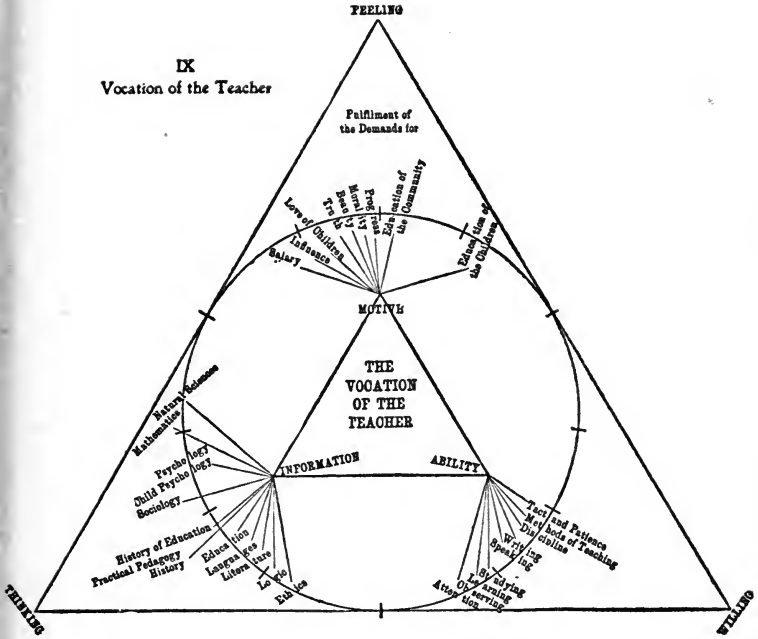 FEELING
IX
Vocation of the Teacher
Fulfilment of
the Demands for
Salary
Influence
Love of Children
Truth
Beauty
Morality
Progress
Education of
the Community
Education of
the Children
MOTIVE
THE
VOCATION
OF THE
TEACHER
INFORMATION
ABILITY
Natural Sciences
Mathematics
Psychology
Child Psychology
Sociology
History of Education
Practical Pedagogy
History
Education
Languages
Literature
Logic
Ethics
Tact and Patience
Methods of Teaching
Discipline
Writing
Speaking
Studying
Learning
Observing
Attention
THINKING
WILLING